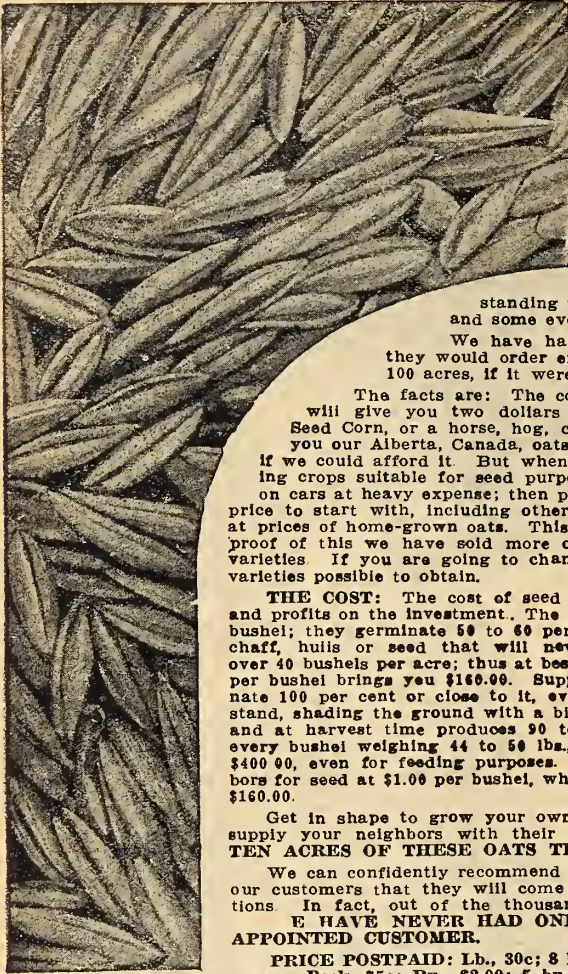 standing
and some eve
We have ha
they would order e
100 acres, if it were
The facts are: The co
will give you two dollars
Seed Corn, or a horse, hog, c
you our Alberta, Canada, oats
if we could afford it. But when
ing crops suitable for seed purpo
on cars at heavy expense; then p
price to start with, including other
at prices of home-grown oats. This
proof of this we have sold more o
varieties. If you are going to chan
varieties possible to obtain.
THE COST: The cost of seed
and profits on the investment. The
bushel; they germinate 50 to 60 per
chaff, hulls or seed that will nev
over 40 bushels per acre; thus at bes
per bushel brings you $160.00. Supp
nate 100 per cent or close to it, ev
stand, shading the ground with a bi
and at harvest time produces 90 t
every bushel weighing 44 to 50 lbs.,
$400 00, even for feeding purposes.
bors for seed at $1.00 per bushel, wh
$160.00.
Get in shape to grow your own
supply your neighbors with their
TEN ACRES OF THESE OATS T
We can confidently recommend
our customers that they will come
tions. In fact, out of the thousan
E HAVE NEVER HAD ON
APPOINTED CUSTOMER.
PRICE POSTPAID: Lb., 30c; 8